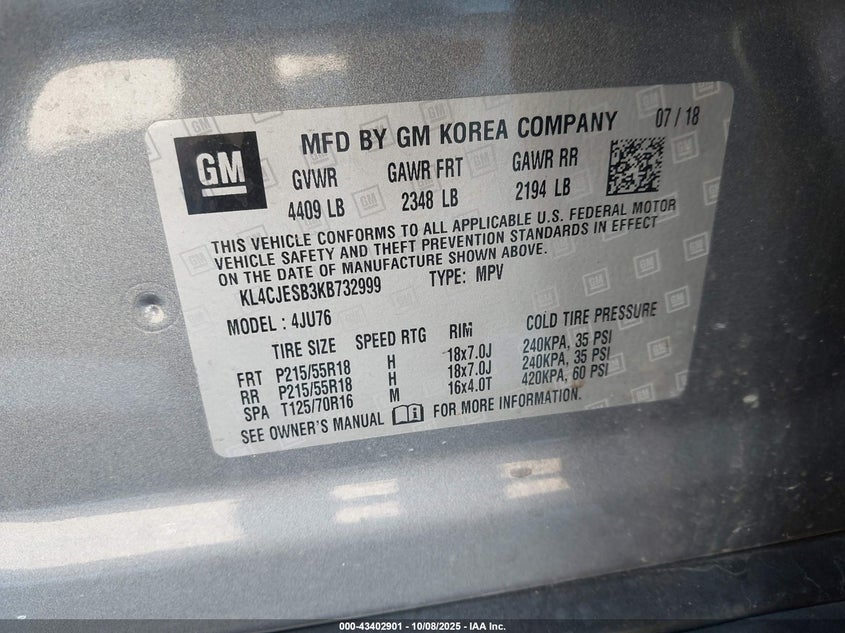 GM
MFD BY GM KOREA COMPANY 07 / 18
GVWR GAWR FRT GAWR RR
4409 LB 2348 LB 2194 LB
THIS VEHICLE CONFORMS TO ALL APPLICABLE U.S. FEDERAL MOTOR
VEHICLE SAFETY AND THEFT PREVENTION STANDARDS IN EFFECT
ON THE DATE OF MANUFACTURE SHOWN ABOVE.
KL4CJESB3KB732999 TYPE: MPV
MODEL : 4JU76
TIRE SIZE SPEED RTG RIM COLD TIRE PRESSURE
FRT P215/55R18 H 18x7.0J 240KPA, 35 PSI
RR P215/55R18 H 18x7.0J 240KPA, 35 PSI
SPA T125/70R16 M 16x4.0T 420KPA, 60 PSI
SEE OWNER'S MANUAL FOR MORE INFORMATION.
000-43402901 | 10/08/2025 - IAA Inc.